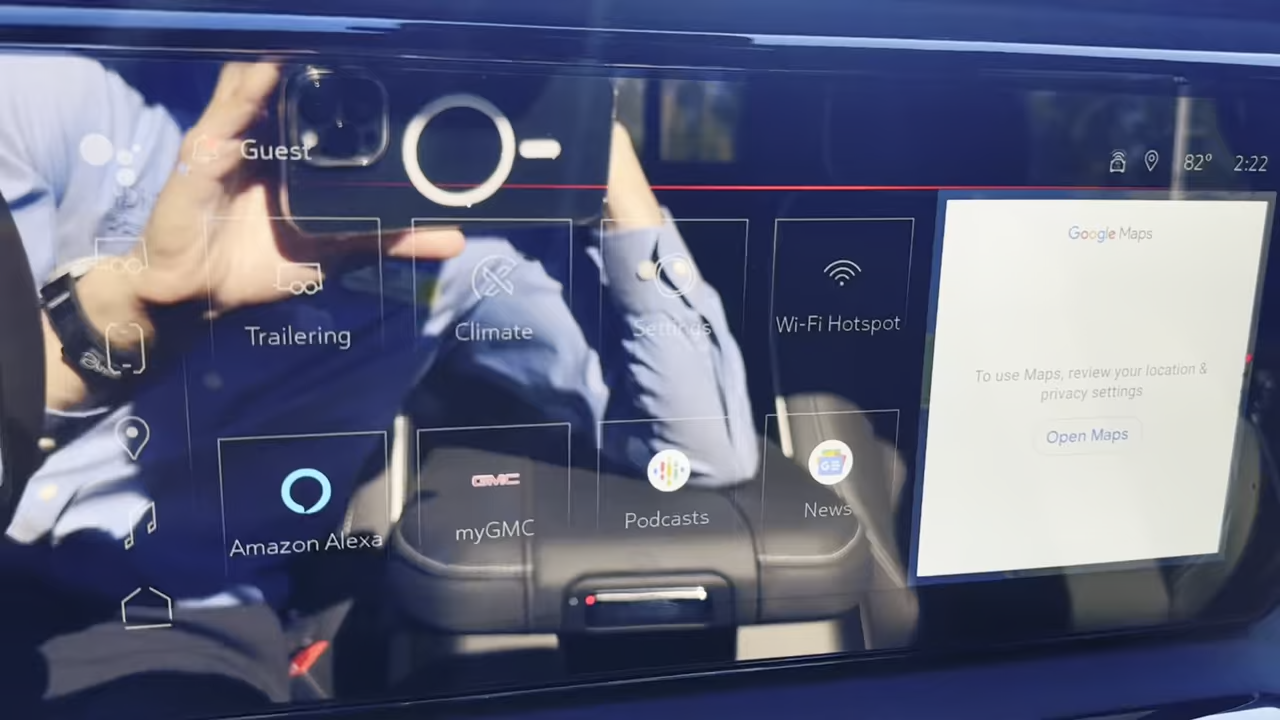 Guest
82° 2:22
Trailering
Climate
Settings
Wi-Fi Hotspot
Amazon Alexa
GMC
myGMC
Podcasts
GE
News
Google Maps
To use Maps, review your location &
privacy settings
Open Maps